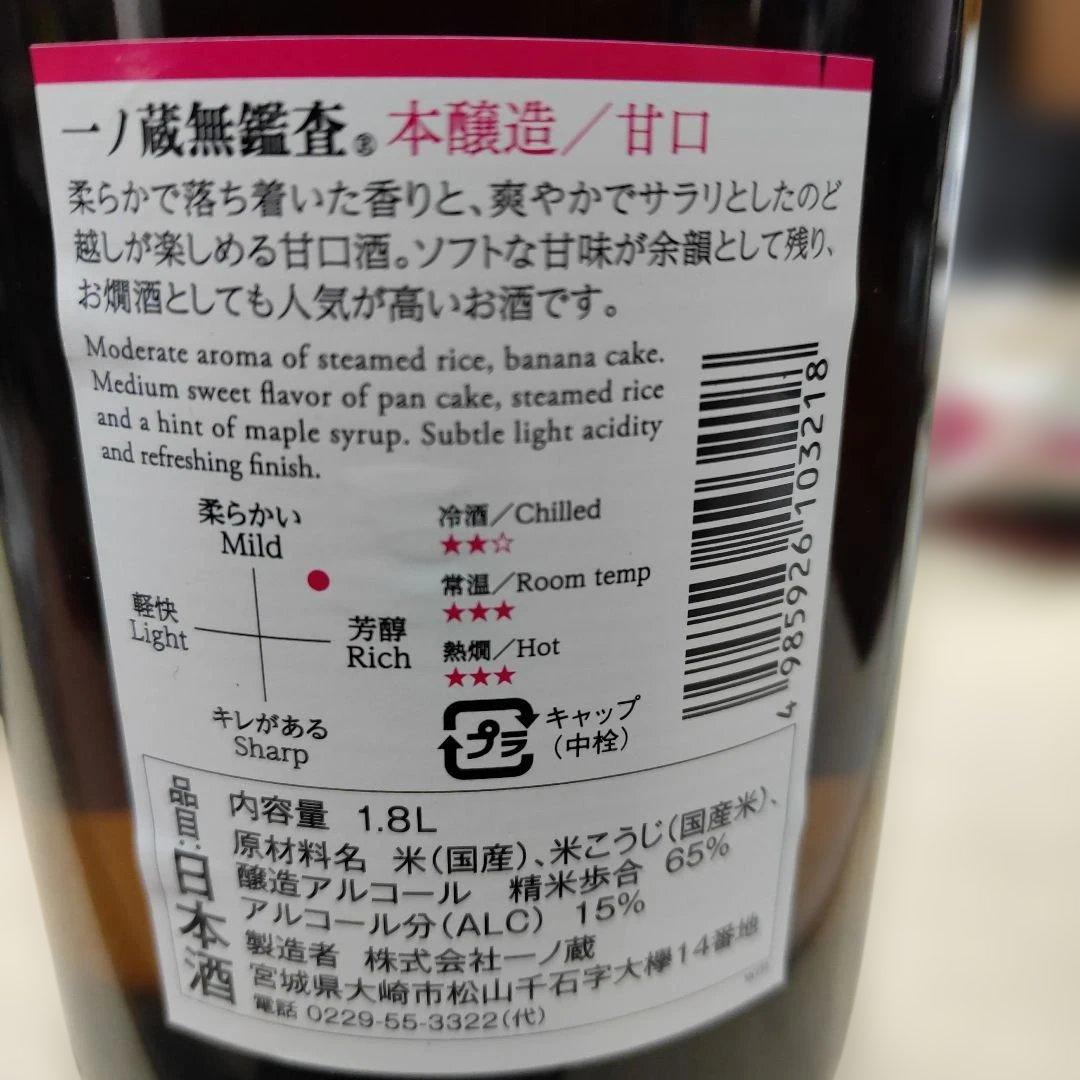 一ノ蔵無鑑査® 本醸造／甘口
柔らかで落ち着いた香りと、爽やかでサラリとしたのど
越しが楽しめる甘口酒。ソフトな甘味が余韻として残り、
お燗酒としても人気が高いお酒です。
Moderate aroma of steamed rice, banana cake.
Medium sweet flavor of pan cake, steamed rice
and a hint of maple syrup. Subtle light acidity
and refreshing finish.
柔らかい
Mild
軽快
Light
芳醇
Rich
キレがある
Sharp
冷酒／Chilled
★★☆
常温／Room temp
★★★
熱燗／Hot
★★★
プラ
キャップ
（中栓）
4 985926 103218
品目：日本酒
内容量 1.8L
原材料名 米（国産）、米こうじ（国産米）、
醸造アルコール 精米歩合 65%
アルコール分（ALC） 15%
製造者 株式会社一ノ蔵
宮城県大崎市松山千石字大欅14番地
電話 0229-55-3322（代）